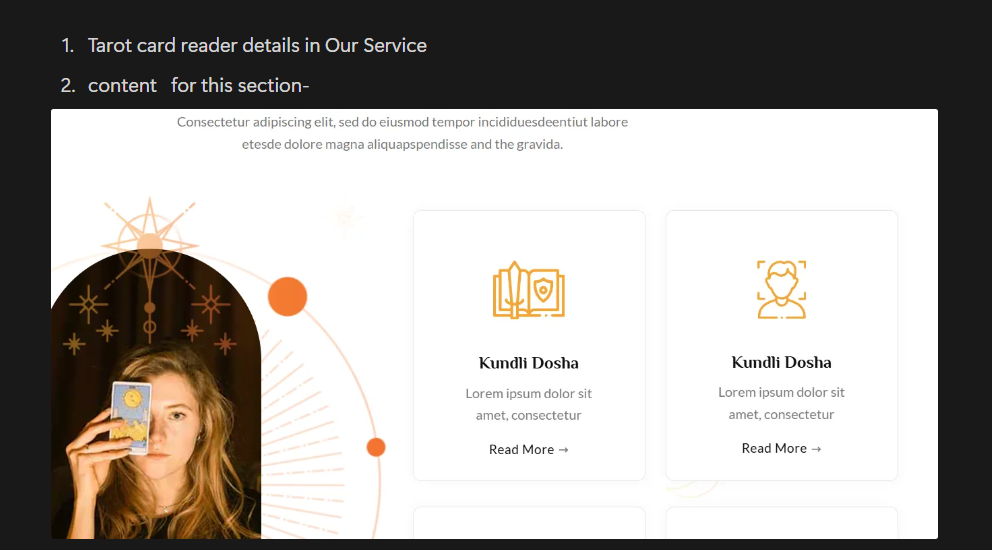 1. Tarot card reader details in Our Service
2. content for this section-
Consectetur adipiscing elit, sed do eiusmod tempor incididuesdeentiut labore
etesde dolore magna aliquapspendisse and the gravida.
Kundli Dosha
Lorem ipsum dolor sit
amet, consectetur
Read More →
Kundli Dosha
Lorem ipsum dolor sit
amet, consectetur
Read More →